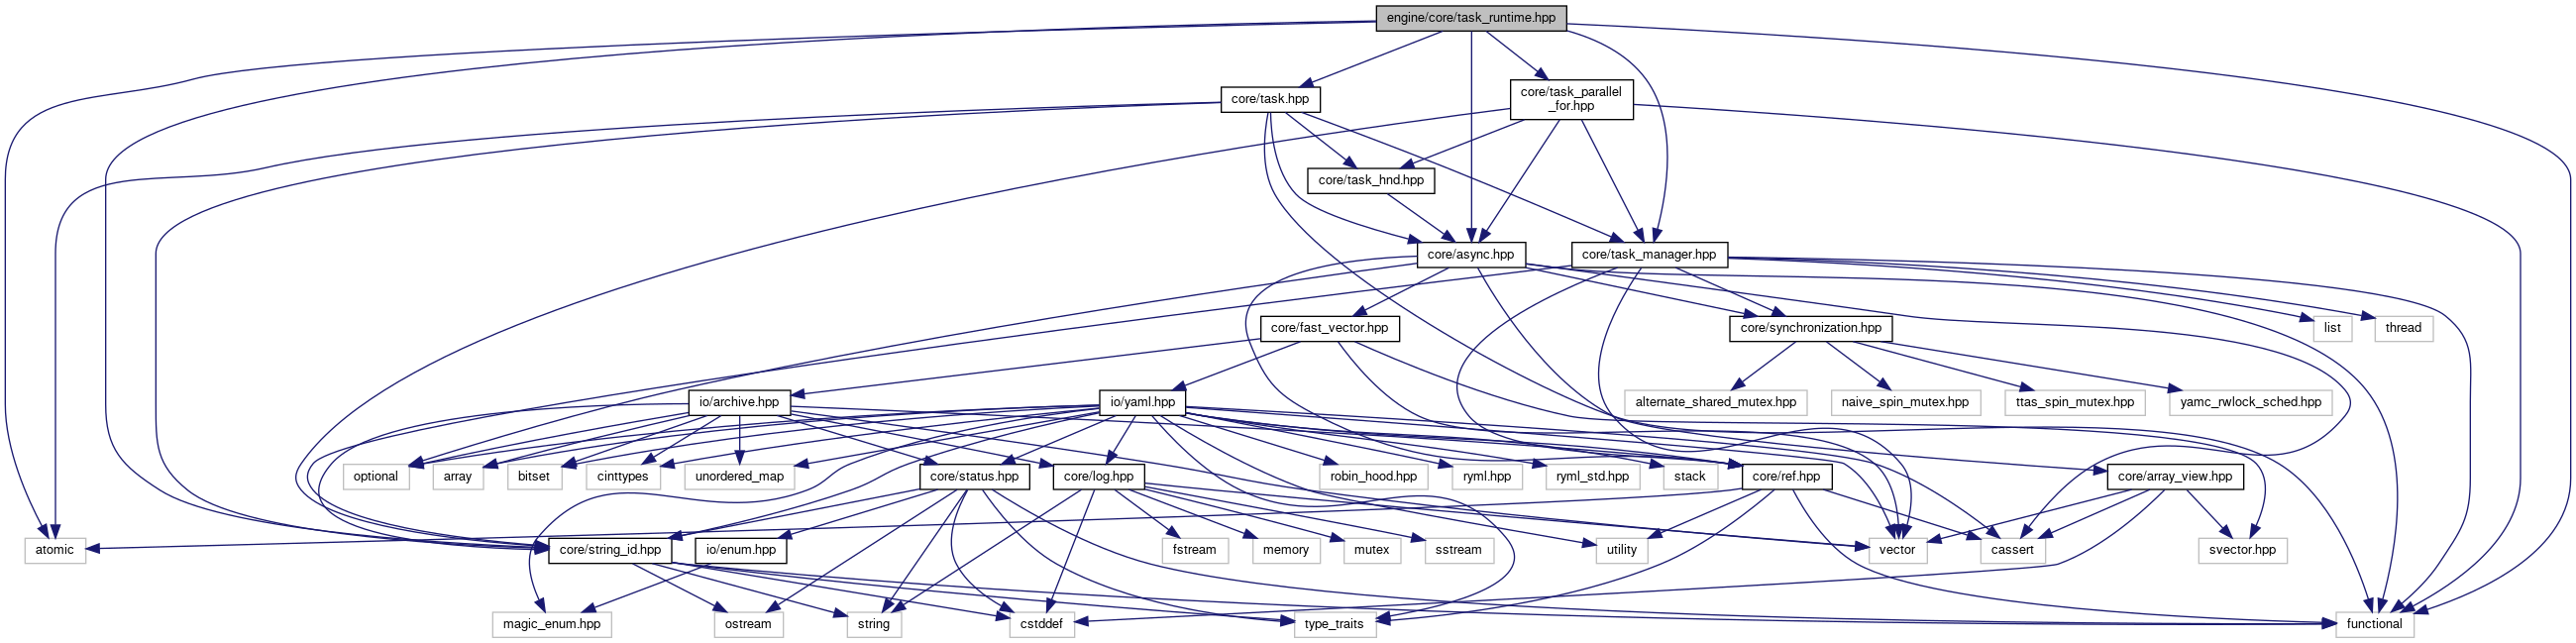 engine/core/task_runtime.hpp
core/task.hpp
core/task_parallel
_for.hpp
core/task_hnd.hpp
core/async.hpp
core/task_manager.hpp
core/fast_vector.hpp
core/synchronization.hpp
list
thread
io/archive.hpp
io/yaml.hpp
alternate_shared_mutex.hpp
naive_spin_mutex.hpp
ttas_spin_mutex.hpp
yamc_rwlock_sched.hpp
optional
array
bitset
cinttypes
unordered_map
core/status.hpp
core/log.hpp
robin_hood.hpp
ryml.hpp
ryml_std.hpp
stack
core/ref.hpp
core/array_view.hpp
atomic
core/string_id.hpp
io/enum.hpp
fstream
memory
mutex
sstream
utility
vector
cassert
svector.hpp
magic_enum.hpp
ostream
string
cstddef
type_traits
functional